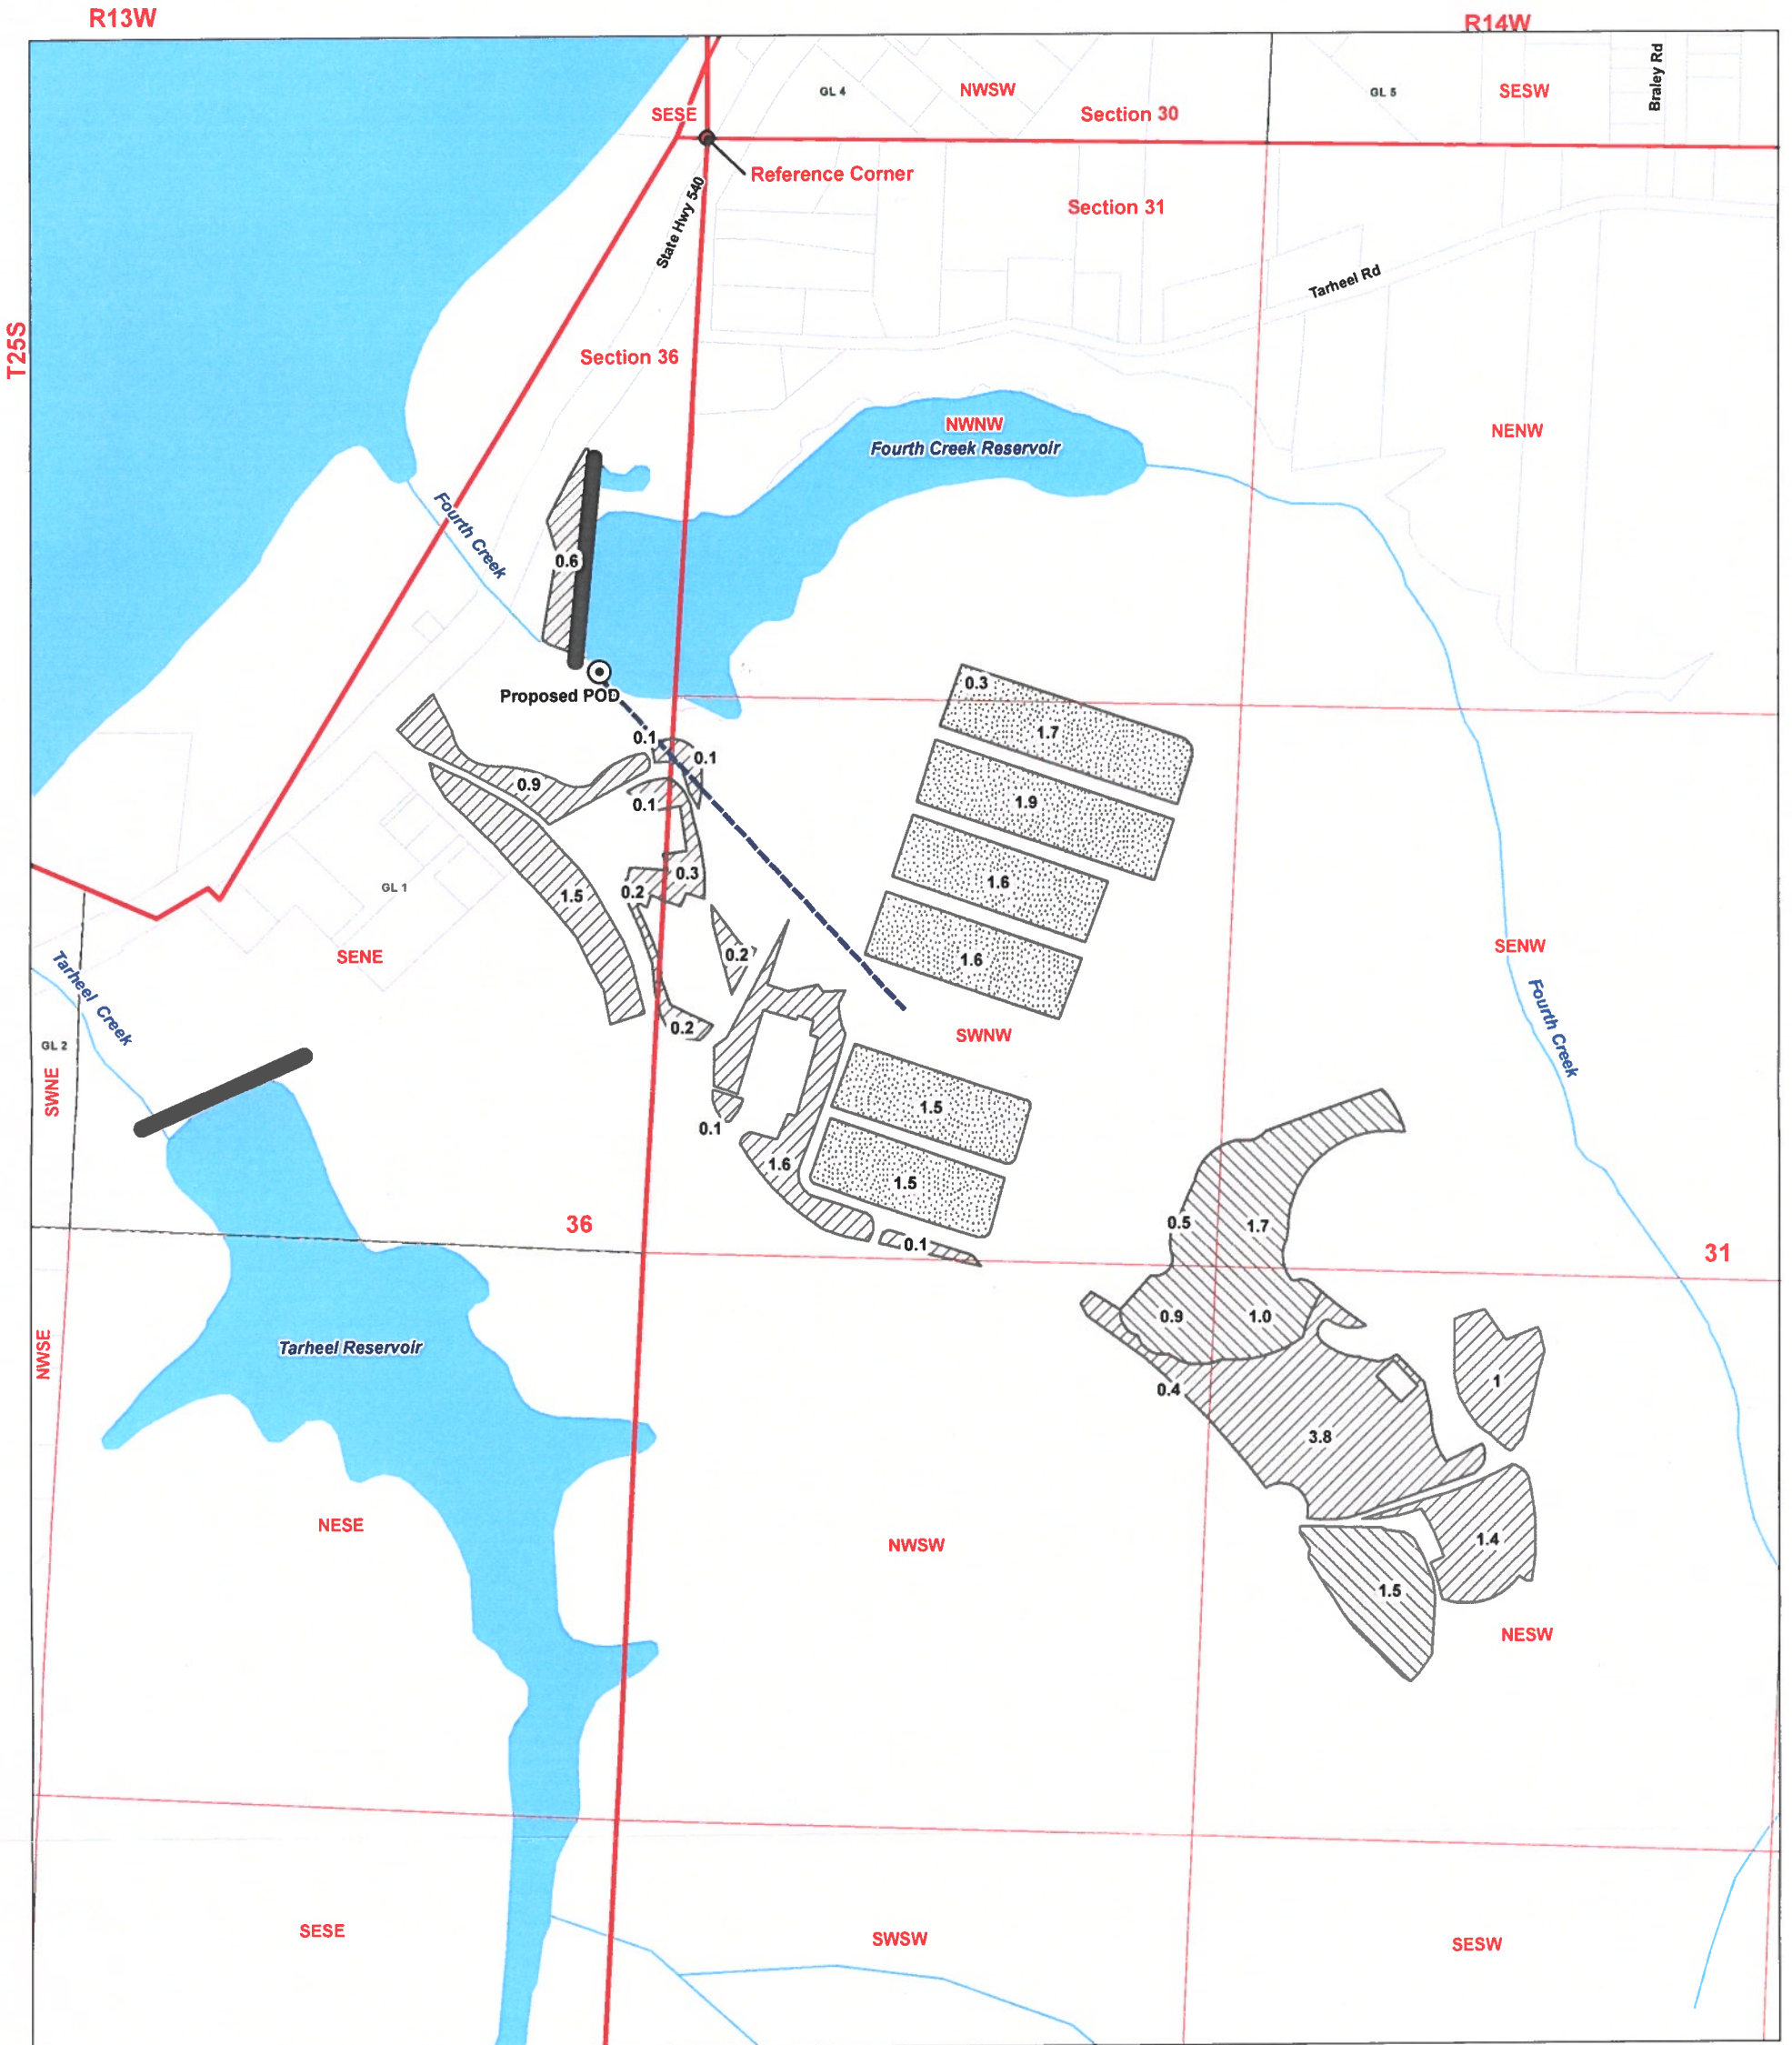 R13W
R14W
GL 4
NWSW
GL 5
SESW
Braley Rd
SESE
Section 30
Reference Corner
State Hwy 540
Section 31
Tarheel Rd
T25S
Section 36
NWNW
Fourth Creek Reservoir
NENW
Fourth Creek
0.6
Proposed POD
0.3
1.7
0.1
0.1
0.9
0.1
1.9
0.3
0.2
1.5
GL 1
1.6
SENE
0.2
1.6
SENW
Tarheel Creek
Fourth Creek
0.2
SWNW
GL 2
SWNE
1.5
0.1
1.6
1.5
36
0.5
1.7
0.1
31
0.9
1.0
NWSE
Tarheel Reservoir
0.4
1
3.8
NESE
NWSW
1.4
1.5
NESW
SESE
SWSW
SESW